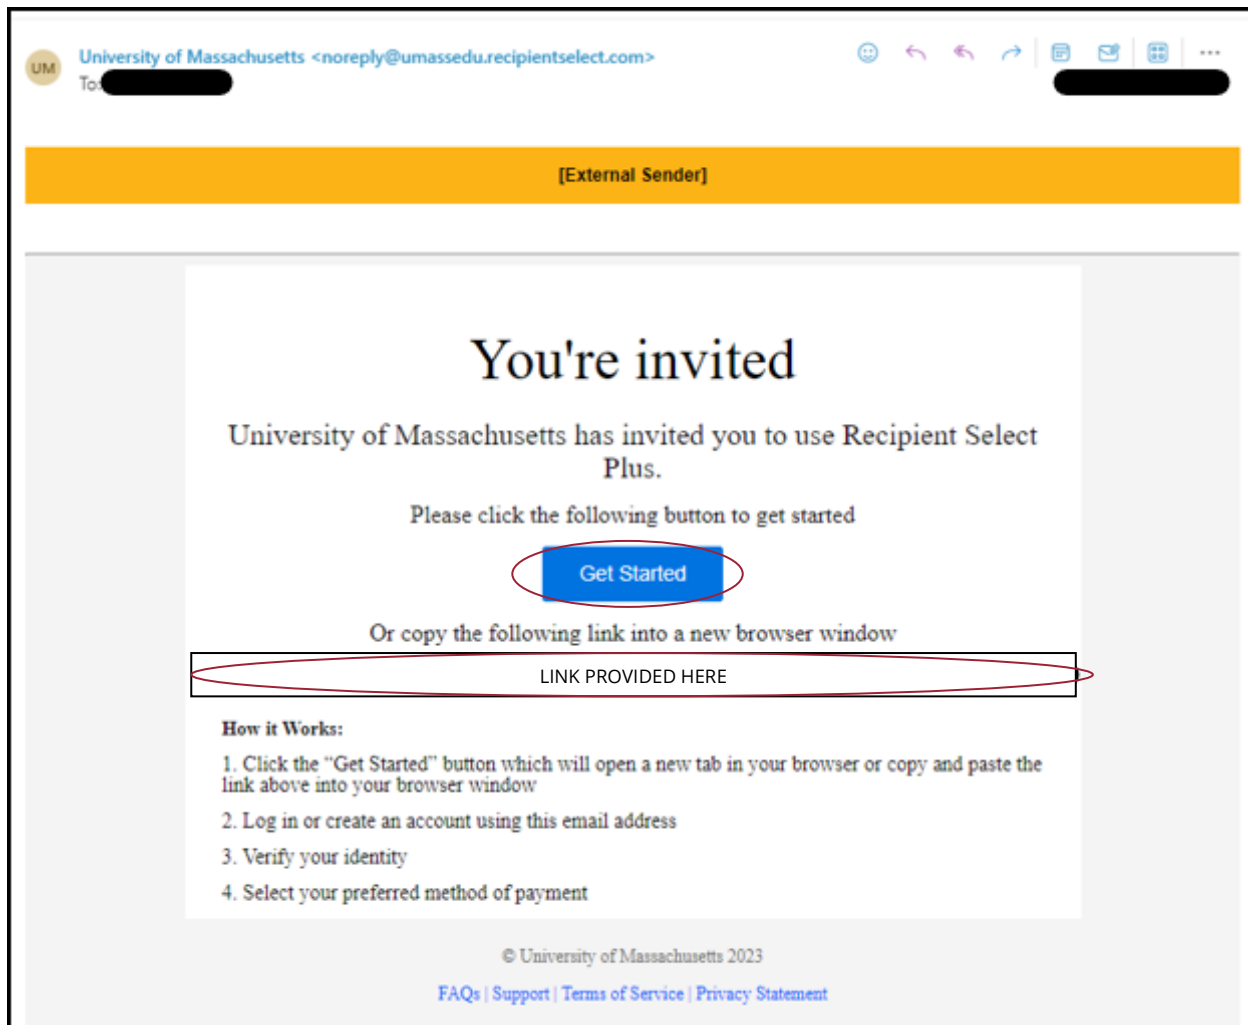 UM
University of Massachusetts <noreply@umassedu.recipientselect.com>
To:
[External Sender]
You're invited
University of Massachusetts has invited you to use Recipient Select
Plus.
Please click the following button to get started
Get Started
Or copy the following link into a new browser window
LINK PROVIDED HERE
How it Works:
1. Click the “Get Started” button which will open a new tab in your browser or copy and paste the
link above into your browser window
2. Log in or create an account using this email address
3. Verify your identity
4. Select your preferred method of payment
© University of Massachusetts 2023
FAQs | Support | Terms of Service | Privacy Statement